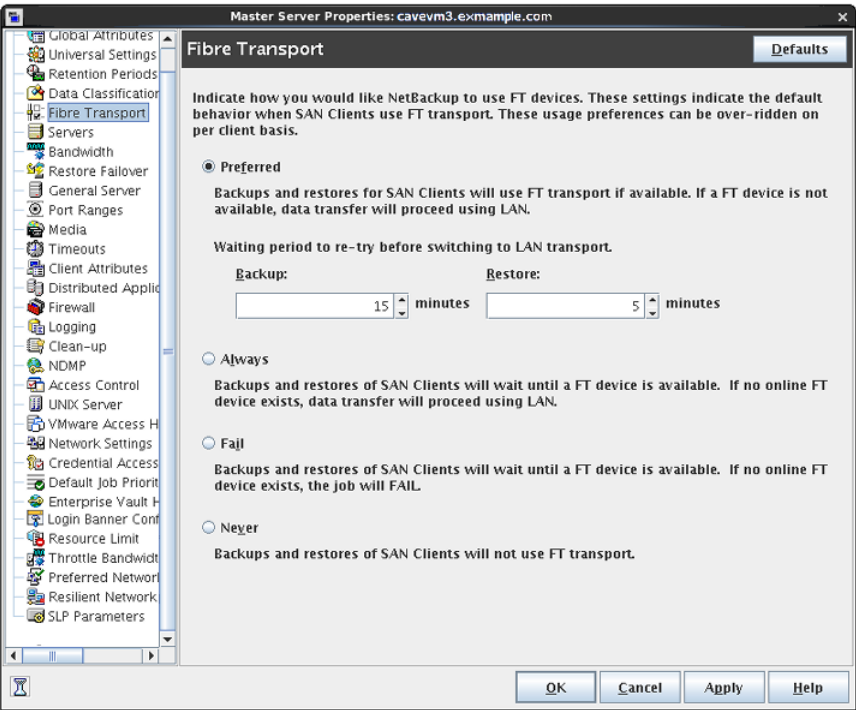 Master Server Properties: cavevm3.exmample.com
Global Attributes
Universal Settings
Retention Periods
Data Classification
Fibre Transport
Servers
Bandwidth
Restore Failover
General Server
Port Ranges
Media
Timeouts
Client Attributes
Distributed Applic
Firewall
Logging
Clean-up
NDMP
Access Control
UNIX Server
VMware Access H
Network Settings
Credential Access
Default Job Priorit
Enterprise Vault H
Login Banner Conf
Resource Limit
Throttle Bandwidt
Preferred Networl
Resilient Network
SLP Parameters
Fibre Transport
Defaults
Indicate how you would like NetBackup to use FT devices. These settings indicate the default
behavior when SAN Clients use FT transport. These usage preferences can be over-ridden on
per client basis.
Preferred
Backups and restores for SAN Clients will use FT transport if available. If a FT device is not
available, data transfer will proceed using LAN.
Waiting period to re-try before switching to LAN transport.
Backup: Restore:
15 minutes 5 minutes
Always
Backups and restores of SAN Clients will wait until a FT device is available. If no online FT
device exists, data transfer will proceed using LAN.
Fail
Backups and restores of SAN Clients will wait until a FT device is available. If no online FT
device exists, the job will FAIL.
Never
Backups and restores of SAN Clients will not use FT transport.
OK Cancel Apply Help